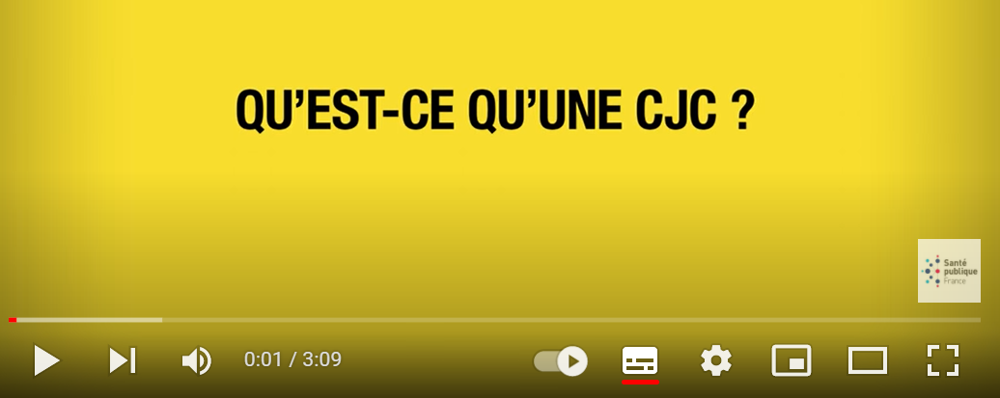 QU'EST-CE QU'UNE CJC ?
Santé
publique
France
0:01 / 3:09